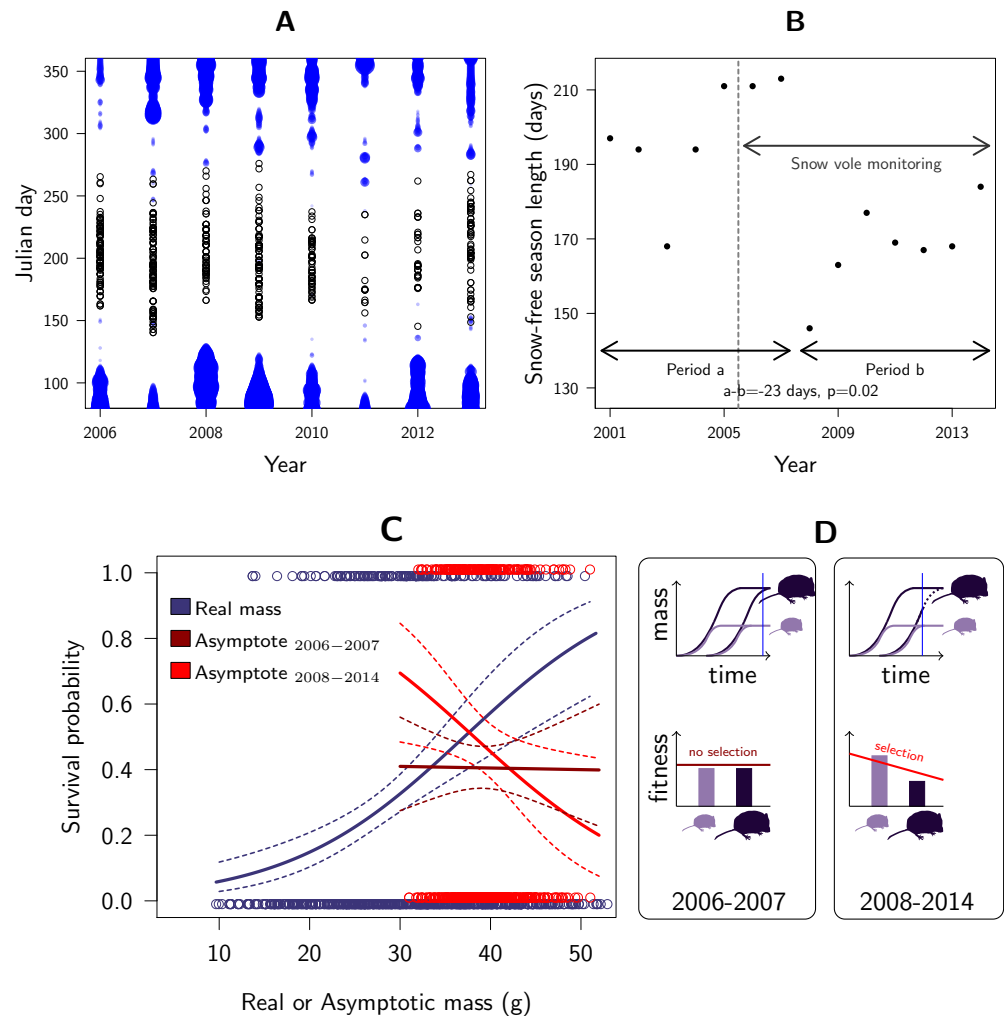 A
Julian day
350
300
250
200
150
100
2006
2008
2010
2012
Year
B
Snow-free season length (days)
210
190
170
150
130
Snow vole monitoring
Period a
Period b
a-b=-23 days, p=0.02
2001
2005
2009
2013
Year
C
Survival probability
1.0
0.8
0.6
0.4
0.2
0.0
Real mass
Asymptote 2006−2007
Asymptote 2008−2014
10
20
30
40
50
Real or Asymptotic mass (g)
D
mass
time
fitness
no selection
2006-2007
time
selection
2008-2014